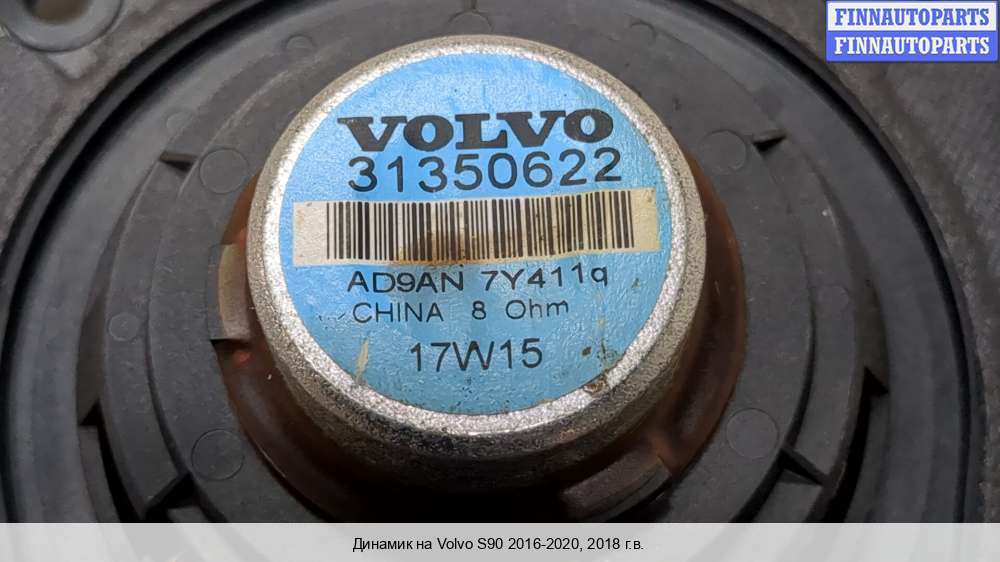 FINNAUTOPARTS
FINNAUTOPARTS
VOLVO
31350622
AD9AN 7Y411q
CHINA 8 Ohm
17W15
Динамик на Volvo S90 2016-2020, 2018 г.в.